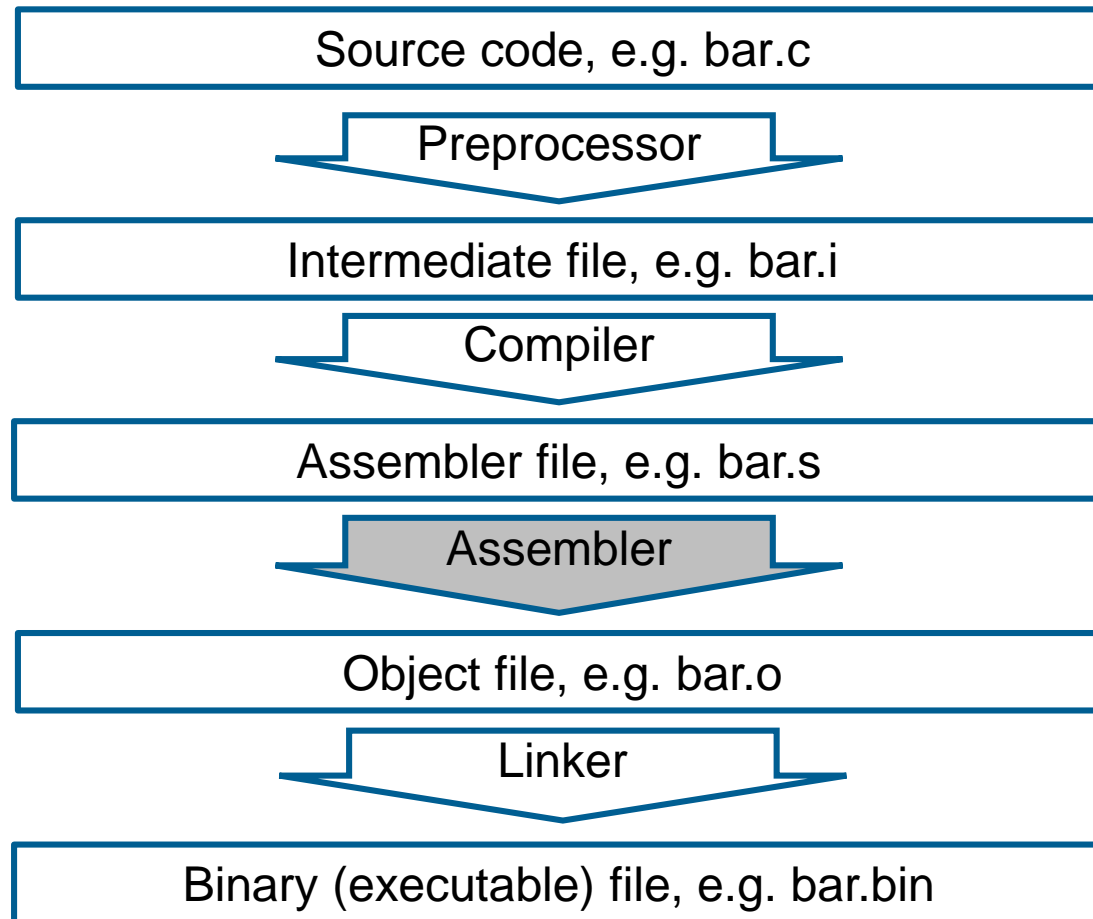 Source code, e.g. bar.c
Preprocessor
Intermediate file, e.g. bar.i
Compiler
Assembler file, e.g. bar.s
Assembler
Object file, e.g. bar.o
Linker
Binary (executable) file, e.g. bar.bin